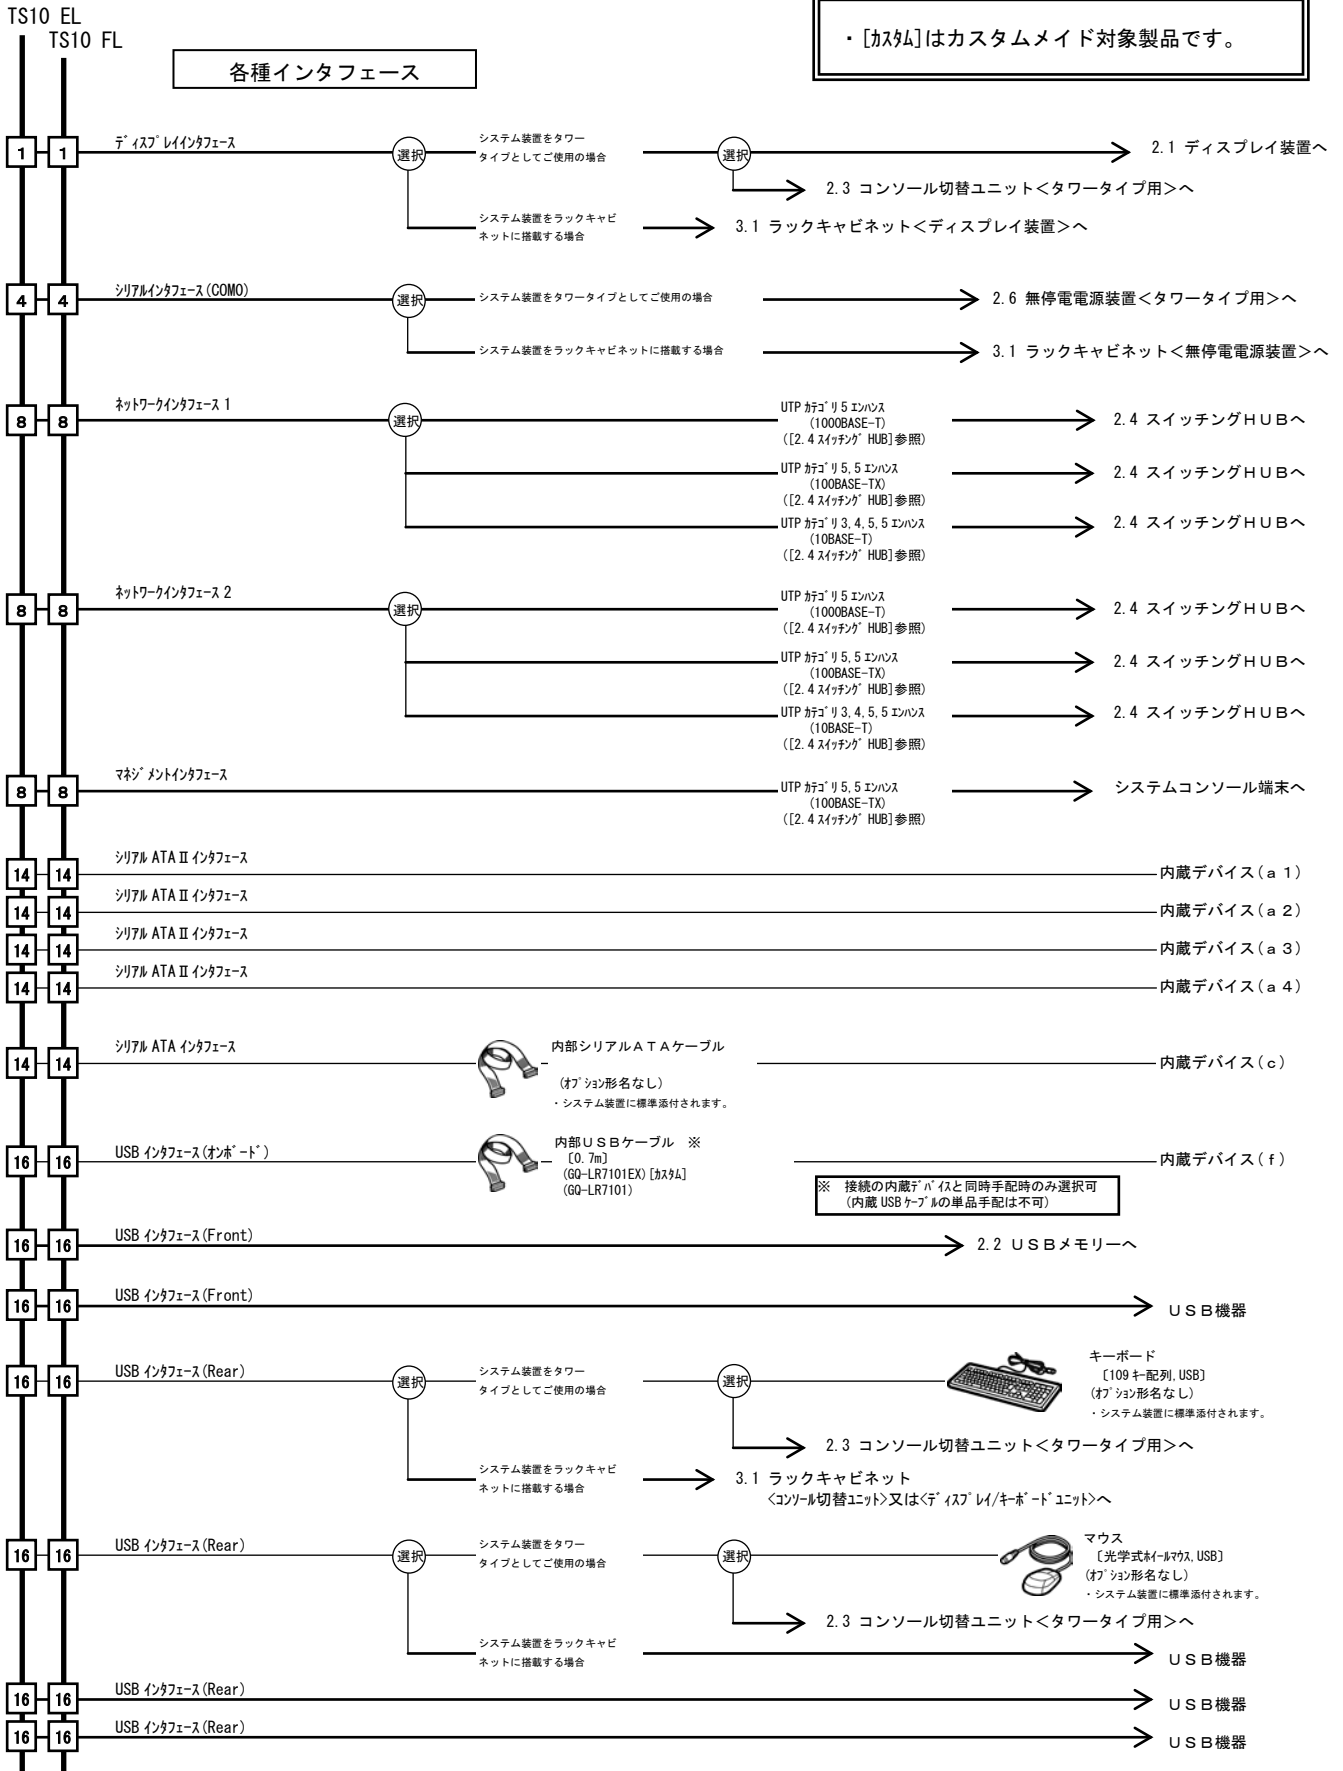 TS10 EL
TS10 FL
・[ｶｽﾀﾑ]はカスタムメイド対象製品です。
各種インタフェース
1 1 ﾃﾞｨｽﾌﾟﾚｲｲﾝﾀﾌｪｰｽ
選択
システム装置をタワー
タイプとしてご使用の場合
選択
2.1 ディスプレイ装置へ
2.3 コンソール切替ユニット＜タワータイプ用＞へ
システム装置をラックキャビ
ネットに搭載する場合
3.1 ラックキャビネット＜ディスプレイ装置＞へ
4 4 ｼﾘｱﾙｲﾝﾀﾌｪｰｽ(COM0)
選択
システム装置をタワータイプとしてご使用の場合
2.6 無停電電源装置＜タワータイプ用＞へ
システム装置をラックキャビネットに搭載する場合
3.1 ラックキャビネット＜無停電電源装置＞へ
8 8 ﾈｯﾄﾜｰｸｲﾝﾀﾌｪｰｽ 1
選択
UTP ｶﾃｺﾞﾘ 5 ｴﾝﾊﾝｽ
(1000BASE-T)
([2.4 ｽｲｯﾁﾝｸﾞ HUB]参照)
2.4 スイッチングＨＵＢへ
UTP ｶﾃｺﾞﾘ 5,5 ｴﾝﾊﾝｽ
(100BASE-TX)
([2.4 ｽｲｯﾁﾝｸﾞ HUB]参照)
2.4 スイッチングＨＵＢへ
UTP ｶﾃｺﾞﾘ 3,4,5,5 ｴﾝﾊﾝｽ
(10BASE-T)
([2.4 ｽｲｯﾁﾝｸﾞ HUB]参照)
2.4 スイッチングＨＵＢへ
8 8 ﾈｯﾄﾜｰｸｲﾝﾀﾌｪｰｽ 2
選択
UTP ｶﾃｺﾞﾘ 5 ｴﾝﾊﾝｽ
(1000BASE-T)
([2.4 ｽｲｯﾁﾝｸﾞ HUB]参照)
2.4 スイッチングＨＵＢへ
UTP ｶﾃｺﾞﾘ 5,5 ｴﾝﾊﾝｽ
(100BASE-TX)
([2.4 ｽｲｯﾁﾝｸﾞ HUB]参照)
2.4 スイッチングＨＵＢへ
UTP ｶﾃｺﾞﾘ 3,4,5,5 ｴﾝﾊﾝｽ
(10BASE-T)
([2.4 ｽｲｯﾁﾝｸﾞ HUB]参照)
2.4 スイッチングＨＵＢへ
8 8 ﾏﾈｼﾞﾒﾝﾄｲﾝﾀﾌｪｰｽ
UTP ｶﾃｺﾞﾘ 5,5 ｴﾝﾊﾝｽ
(100BASE-TX)
([2.4 ｽｲｯﾁﾝｸﾞ HUB]参照)
システムコンソール端末へ
14 14 ｼﾘｱﾙ ATAⅡ ｲﾝﾀﾌｪｰｽ 内蔵デバイス(ａ１)
14 14 ｼﾘｱﾙ ATAⅡ ｲﾝﾀﾌｪｰｽ 内蔵デバイス(ａ２)
14 14 ｼﾘｱﾙ ATAⅡ ｲﾝﾀﾌｪｰｽ 内蔵デバイス(ａ３)
14 14 ｼﾘｱﾙ ATAⅡ ｲﾝﾀﾌｪｰｽ 内蔵デバイス(ａ４)
14 14 ｼﾘｱﾙ ATA ｲﾝﾀﾌｪｰｽ
内部シリアルＡＴＡケーブル
(ｵﾌﾟｼｮﾝ形名なし)
・システム装置に標準添付されます。
内蔵デバイス(ｃ)
16 16 USB ｲﾝﾀﾌｪｰｽ(ｵﾝﾎﾞｰﾄﾞ)
内部ＵＳＢケーブル ※
〔0.7m〕
(GQ-LR7101EX)[ｶｽﾀﾑ]
(GQ-LR7101)
内蔵デバイス(ｆ)
※ 接続の内蔵ﾃﾞﾊﾞｲｽと同時手配時のみ選択可
(内蔵 USB ｹｰﾌﾞﾙの単品手配は不可)
16 16 USB ｲﾝﾀﾌｪｰｽ(Front)
2.2 ＵＳＢメモリーへ
16 16 USB ｲﾝﾀﾌｪｰｽ(Front)
ＵＳＢ機器
16 16 USB ｲﾝﾀﾌｪｰｽ(Rear)
選択
システム装置をタワー
タイプとしてご使用の場合
選択
キーボード
〔109 ｷｰ配列,USB〕
(ｵﾌﾟｼｮﾝ形名なし)
・システム装置に標準添付されます。
2.3 コンソール切替ユニット＜タワータイプ用＞へ
システム装置をラックキャビ
ネットに搭載する場合
3.1 ラックキャビネット
<ｺﾝｿｰﾙ切替ﾕﾆｯﾄ>又は<ﾃﾞｨｽﾌﾟﾚｲ/ｷｰﾎﾞｰﾄﾞﾕﾆｯﾄ>へ
16 16 USB ｲﾝﾀﾌｪｰｽ(Rear)
選択
システム装置をタワー
タイプとしてご使用の場合
選択
マウス
〔光学式ﾎｲｰﾙﾏｳｽ,USB〕
(ｵﾌﾟｼｮﾝ形名なし)
・システム装置に標準添付されます。
2.3 コンソール切替ユニット＜タワータイプ用＞へ
システム装置をラックキャビ
ネットに搭載する場合
ＵＳＢ機器
16 16 USB ｲﾝﾀﾌｪｰｽ(Rear)
ＵＳＢ機器
16 16 USB ｲﾝﾀﾌｪｰｽ(Rear)
ＵＳＢ機器